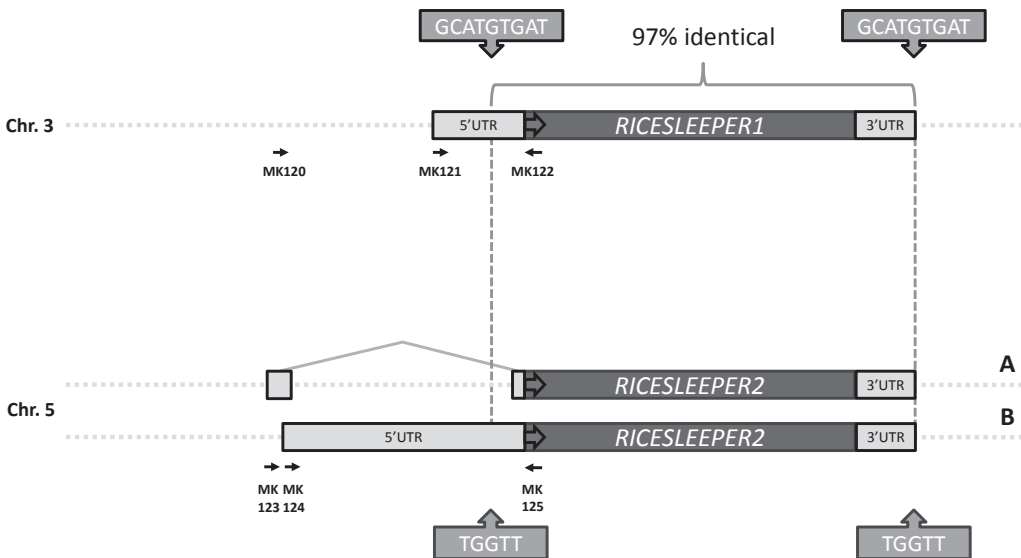 GCATGTGAT GCATGTGAT
97% identical
Chr. 3 5'UTR RICESLEEPER1 3'UTR
MK120 MK121 MK122
A
RICESLEEPER2 3'UTR
Chr. 5
B
5'UTR RICESLEEPER2 3'UTR
MK MK MK
123 124 125
TGGTT TGGTT